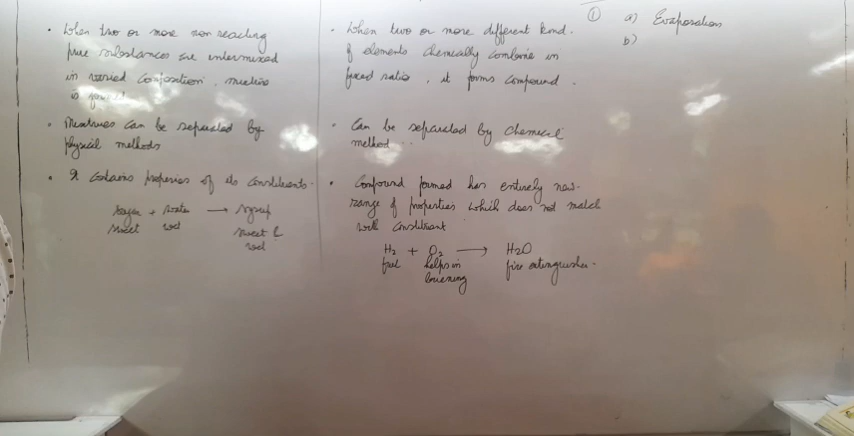 • When two or more non reacting
pure substances are intermixed
in varied composition, mixture
is formed
• Mixtures can be separated by
physical methods
• It contains properties of its constituents.
Sugar + Water → Syrup
sweet wet sweet &
wet
• When two or more different kind.
of elements chemically combine in
fixed ratio, it forms compound.
• Can be separated by chemical
method..
• Compound formed has entirely new.
range of properties which does not match
with constituent
H2 + O2 → H2O
fuel helps in fire extinguisher.
burning
① a) Evaporation
b)